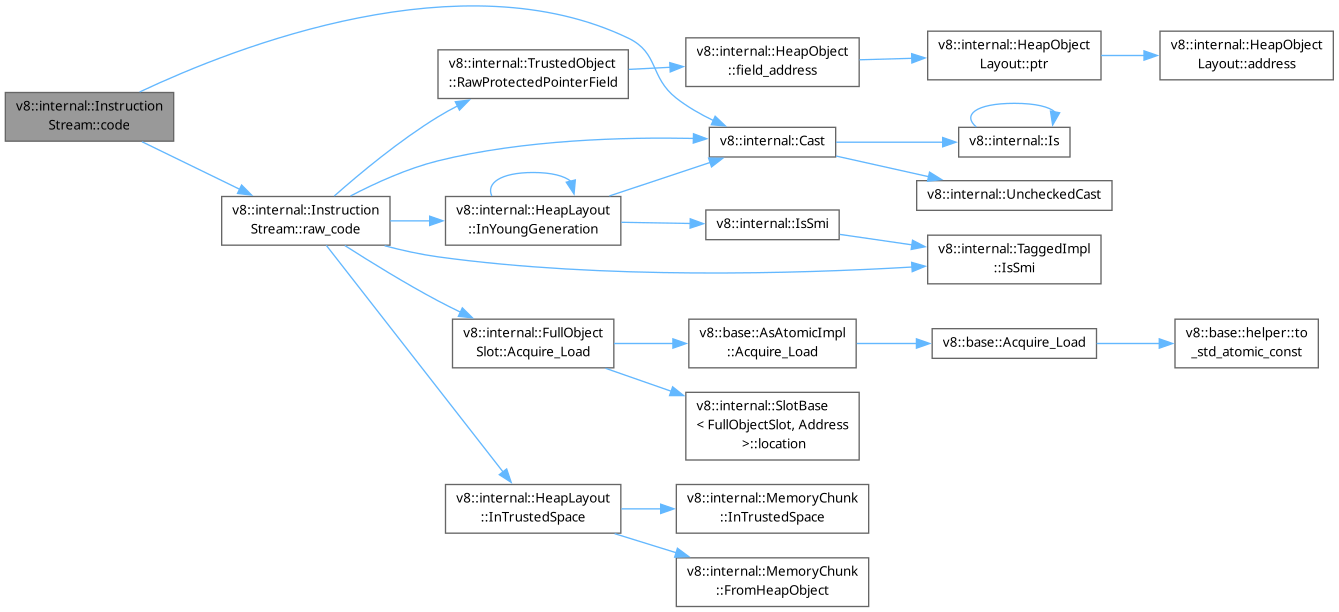 v8::internal::Instruction
Stream::code
v8::internal::Instruction
Stream::raw_code
v8::internal::TrustedObject
::RawProtectedPointerField
v8::internal::HeapObject
::field_address
v8::internal::HeapObject
Layout::ptr
v8::internal::HeapObject
Layout::address
v8::internal::Cast
v8::internal::Is
v8::internal::UncheckedCast
v8::internal::HeapLayout
::InYoungGeneration
v8::internal::IsSmi
v8::internal::TaggedImpl
::IsSmi
v8::internal::FullObject
Slot::Acquire_Load
v8::base::AsAtomicImpl
::Acquire_Load
v8::base::Acquire_Load
v8::base::helper::to
_std_atomic_const
v8::internal::SlotBase
< FullObjectSlot, Address
>::location
v8::internal::HeapLayout
::InTrustedSpace
v8::internal::MemoryChunk
::InTrustedSpace
v8::internal::MemoryChunk
::FromHeapObject